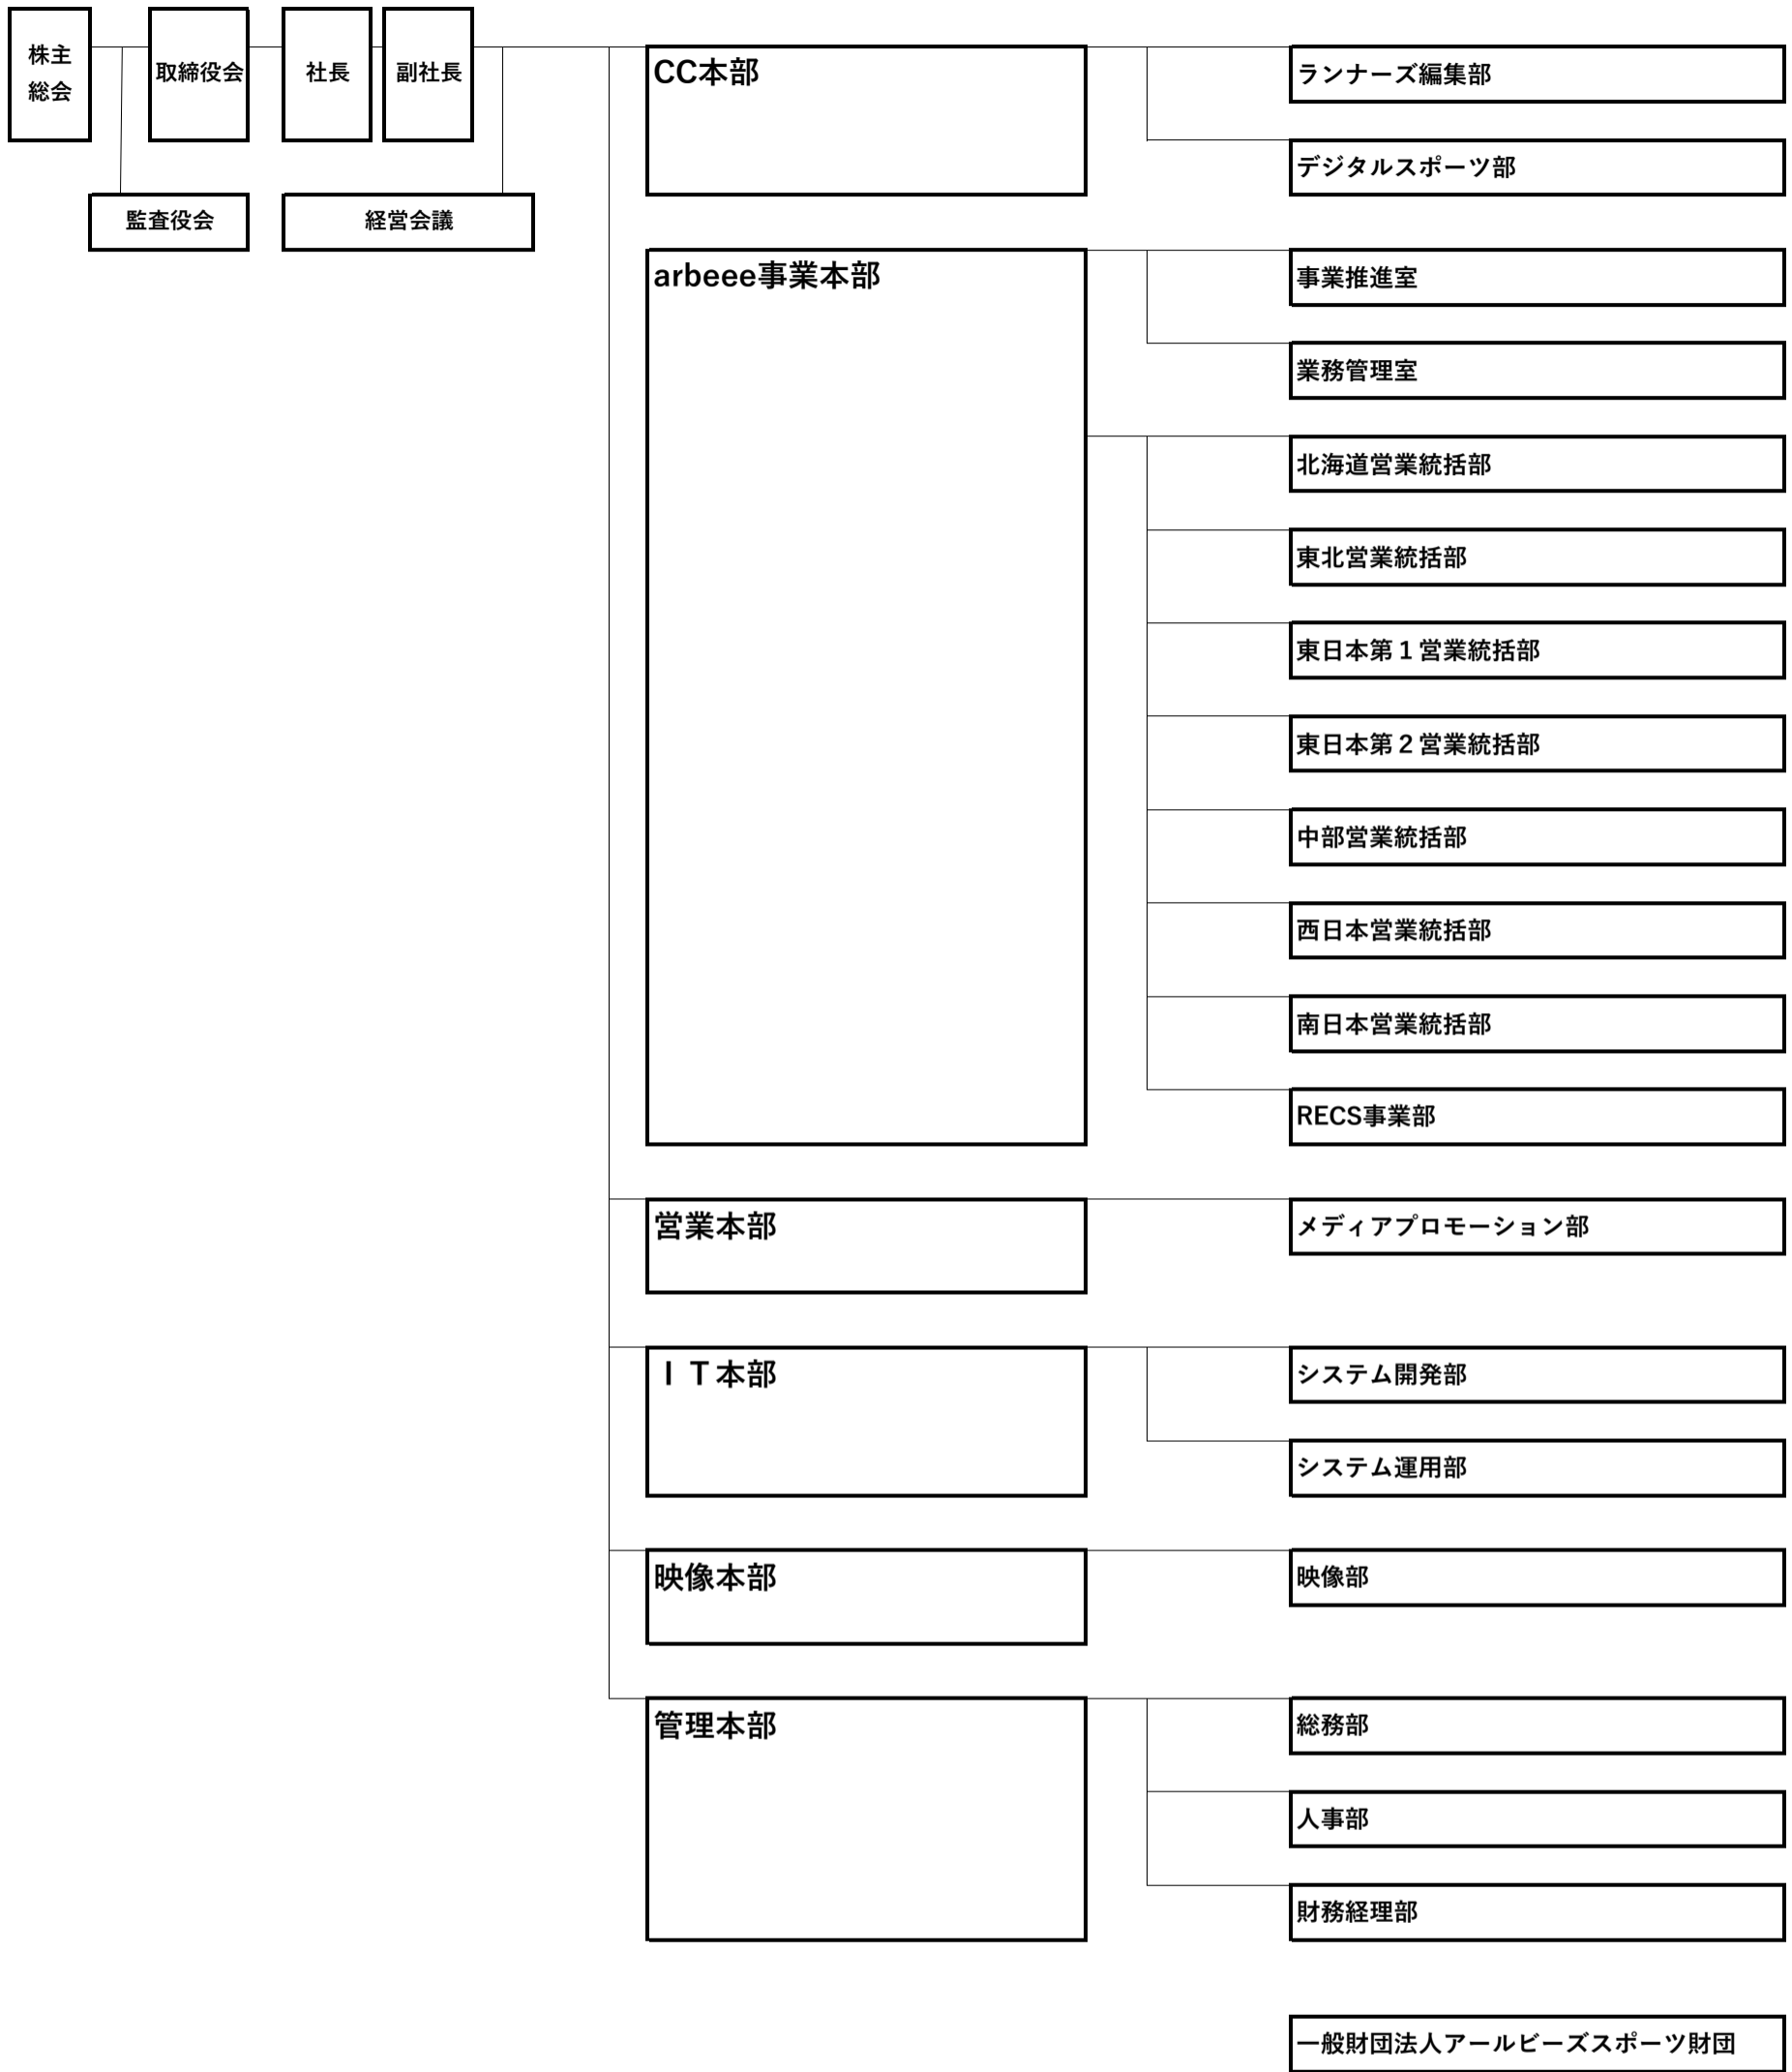 株主
総会
取締役会
社長
副社長
監査役会
経営会議
CC本部
ランナーズ編集部
デジタルスポーツ部
arbeee事業本部
事業推進室
業務管理室
北海道営業統括部
東北営業統括部
東日本第１営業統括部
東日本第２営業統括部
中部営業統括部
西日本営業統括部
南日本営業統括部
RECS事業部
営業本部
メディアプロモーション部
ＩＴ本部
システム開発部
システム運用部
映像本部
映像部
管理本部
総務部
人事部
財務経理部
一般財団法人アールビーズスポーツ財団